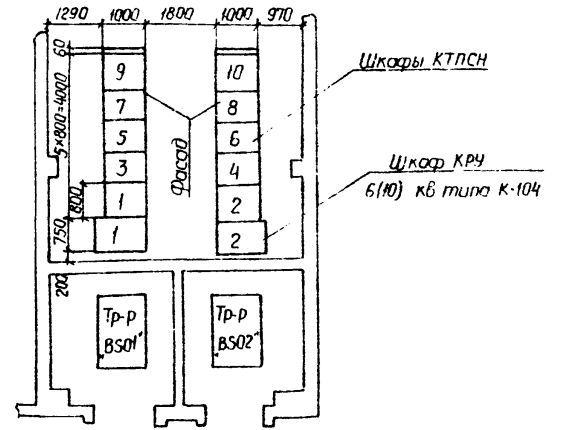 1290 1000 1800 1000 970
60
5×800=4000
800
750
200
9 10
7 8
5 6
3 4
1 2
1 2
Фасад
Шкафы КТПСН
Шкаф КРУ
6(10) кв типа К-104
Тр-р
"BS01"
Тр-р
"BS02"